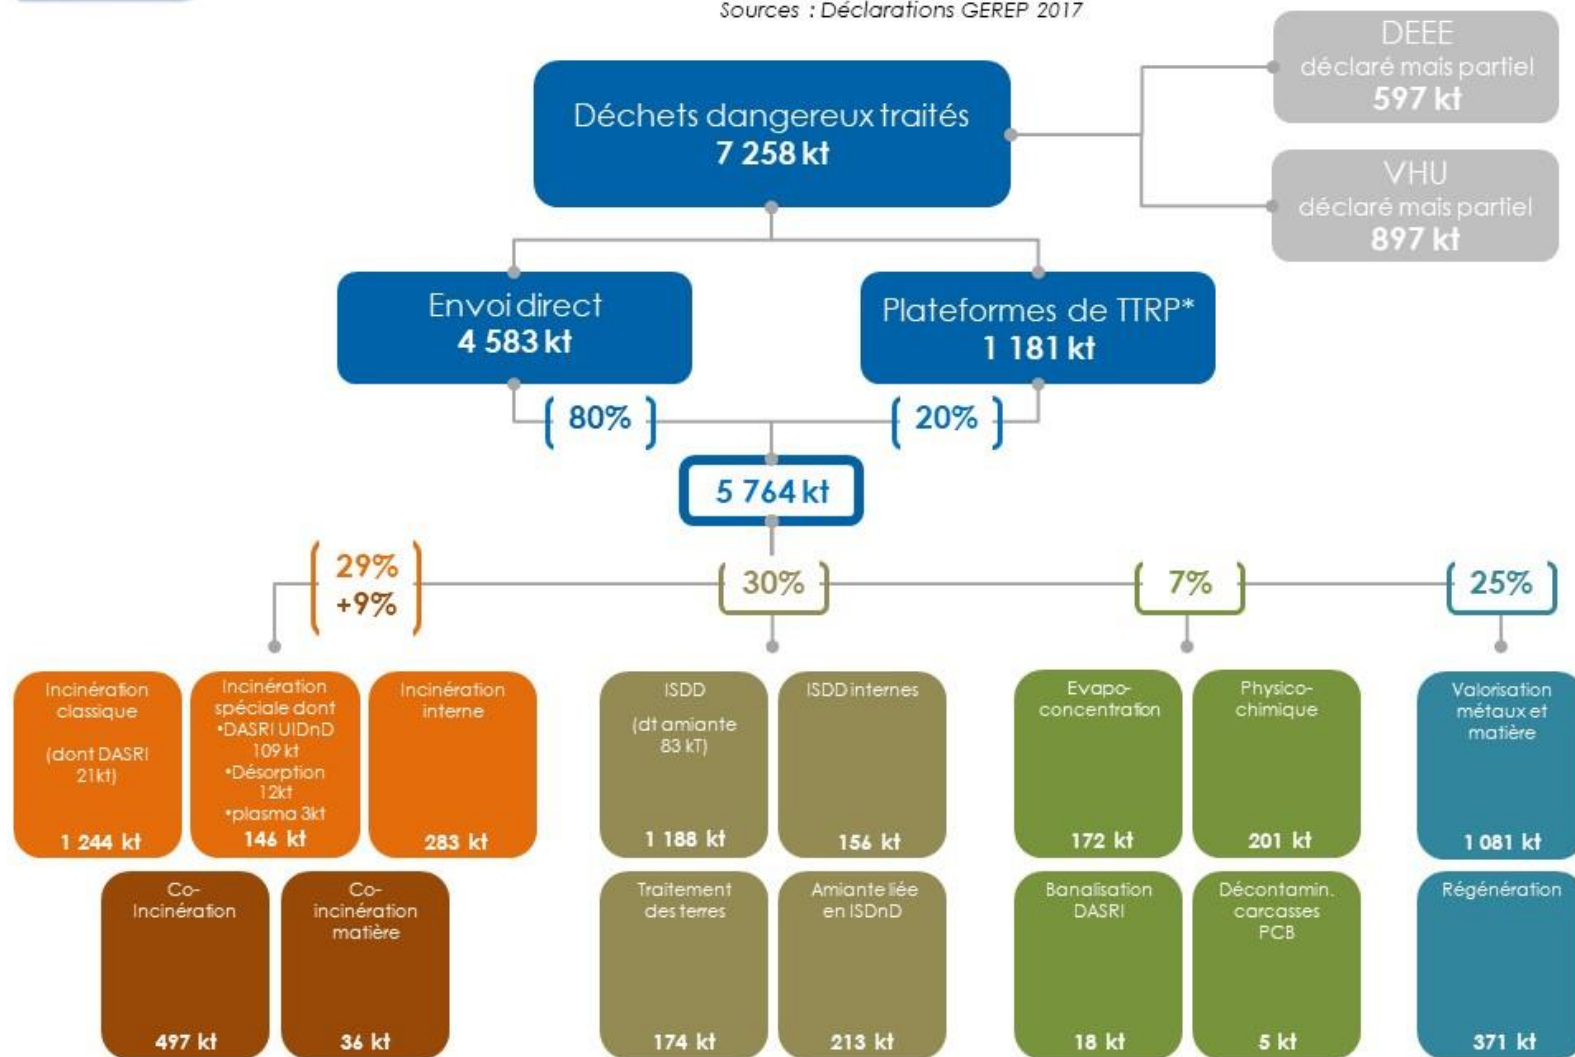 Sources : Déclarations GEREP 2017
DEEE
déclaré mais partiel
597 kt
Déchets dangereux traités
7 258 kt
VHU
déclaré mais partiel
897 kt
Envoi direct
4 583 kt
Plateformes de TTRP*
1 181 kt
80%
20%
5 764 kt
29%
+9%
30%
7%
25%
Incinération
classique
(dont DASRI
21kt)
1 244 kt
Incinération
spéciale dont
•DASRI UIDnD
109 kt
•Désorption
12kt
•plasma 3kt
146 kt
Incinération
interne
283 kt
ISDD
(dt amiante
83 kT)
1 188 kt
ISDD internes
156 kt
Evapo-
concentration
172 kt
Physico-
chimique
201 kt
Valorisation
métaux et
matière
1 081 kt
Co-
Incinération
497 kt
Co-
incinération
matière
36 kt
Traitement
des terres
174 kt
Amiante liée
en ISDnD
213 kt
Banalisation
DASRI
18 kt
Décontamin.
carcasses
PCB
5 kt
Régénération
371 kt